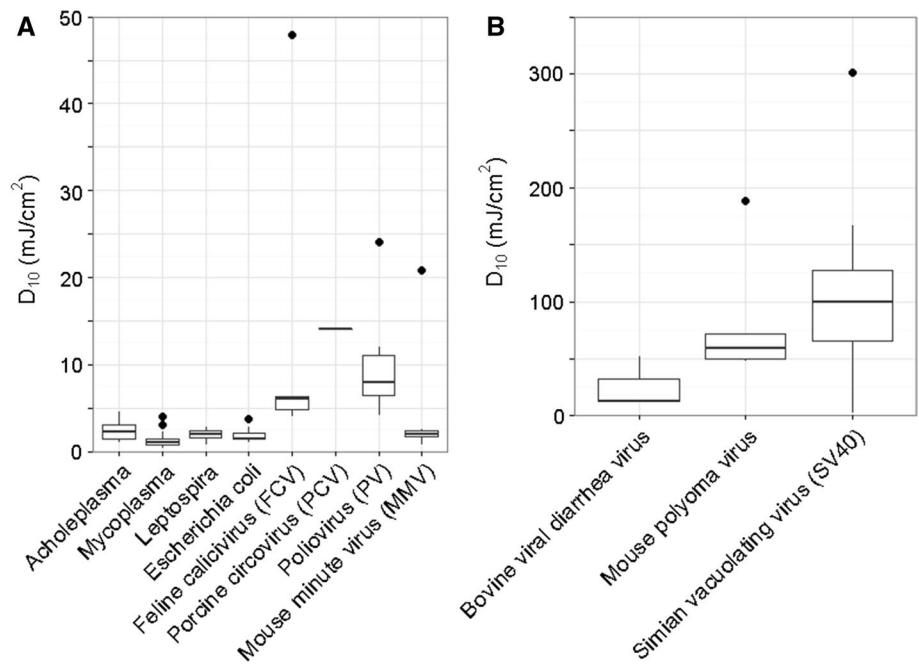 A
50
40
30
20
10
0
D₁₀ (mJ/cm²)
Acholeplasma
Mycoplasma
Leptospira
Escherichia coli
Feline calicivirus (FCV)
Porcine circovirus (PCV)
Poliovirus (PV)
Mouse minute virus (MMV)
B
300
200
100
0
D₁₀ (mJ/cm²)
Bovine viral diarrhea virus
Mouse polyoma virus
Simian vacuolating virus (SV40)